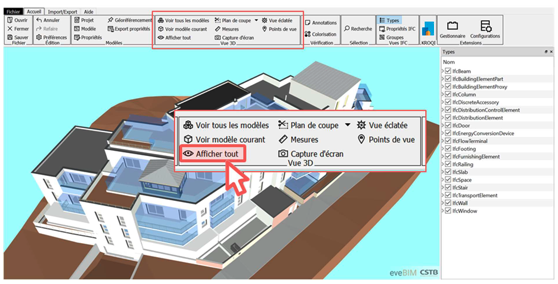 Fichier Accueil Import/Export Aide
Ouvrir Annuler Projet Géoréférencement Voir tous les modèles Plan de coupe Vue éclatée Annotations Recherche Types KROQI Gestionnaire Configurations
Fermer Refaire Modèle Export propriétés Voir modèle courant Mesures Points de vue Colorisation Propriétés IFC
Sauver Préférences Afficher tout Capture d'écran Groupes
Fichier Édition Modèles Vue 3D Vérification Sélection Vues IFC Extensions
Types
Nom
IfcBeam
IfcBuildingElementPart
IfcBuildingElementProxy
IfcColumn
IfcDiscreteAccessory
IfcDistributionControlElement
IfcDistributionElement
IfcDoor
IfcEnergyConversionDevice
IfcFlowTerminal
IfcFooting
IfcFurnishingElement
IfcRailing
IfcSlab
IfcSpace
IfcStair
IfcTransportElement
IfcWall
IfcWindow
Voir tous les modèles Plan de coupe Vue éclatée
Voir modèle courant Mesures Points de vue
Afficher tout Capture d'écran
Vue 3D
eveBIM CSTB